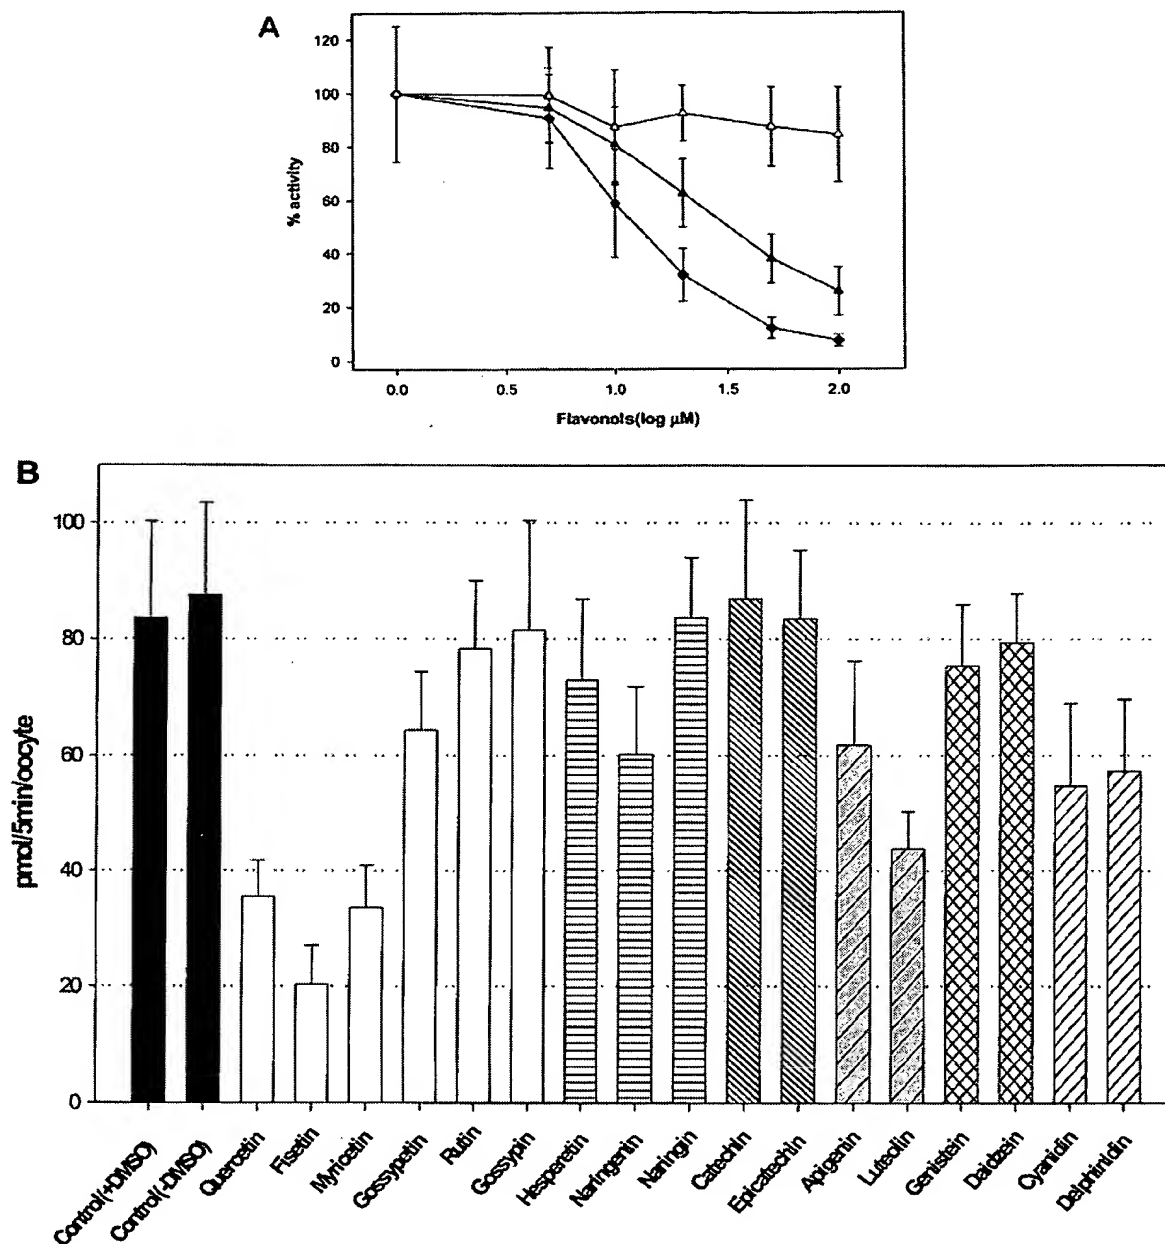 A
120
100
80
60
40
20
0
% activity
0.0 0.5 1.0 1.5 2.0
Flavonols(log µM)
B
100
80
60
40
20
0
pmol/5min/oocyte
Control(+DMSO)
Control(-DMSO)
Quercetin
Fisetin
Myricetin
Gossypetin
Rutin
Gossypin
Hesperetin
Naringenin
Naringin
Catechin
Epicatechin
Apigenin
Luteolin
Genistein
Daidzein
Cyanidin
Delphinidin